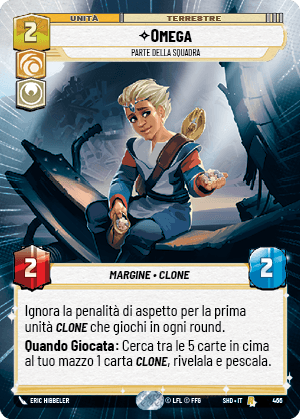 2
UNITÀ
TERRESTRE
OMEGA
PARTE DELLA SQUADRA
2
MARGINE • CLONE
2
Ignora la penalità di aspetto per la prima
unità CLONE che giochi in ogni round.
Quando Giocata: Cerca tra le 5 carte in cima
al tuo mazzo 1 carta CLONE, rivelala e pescala.
ERIC HIBBELER
© LFL © FFG
SHD • IT
466